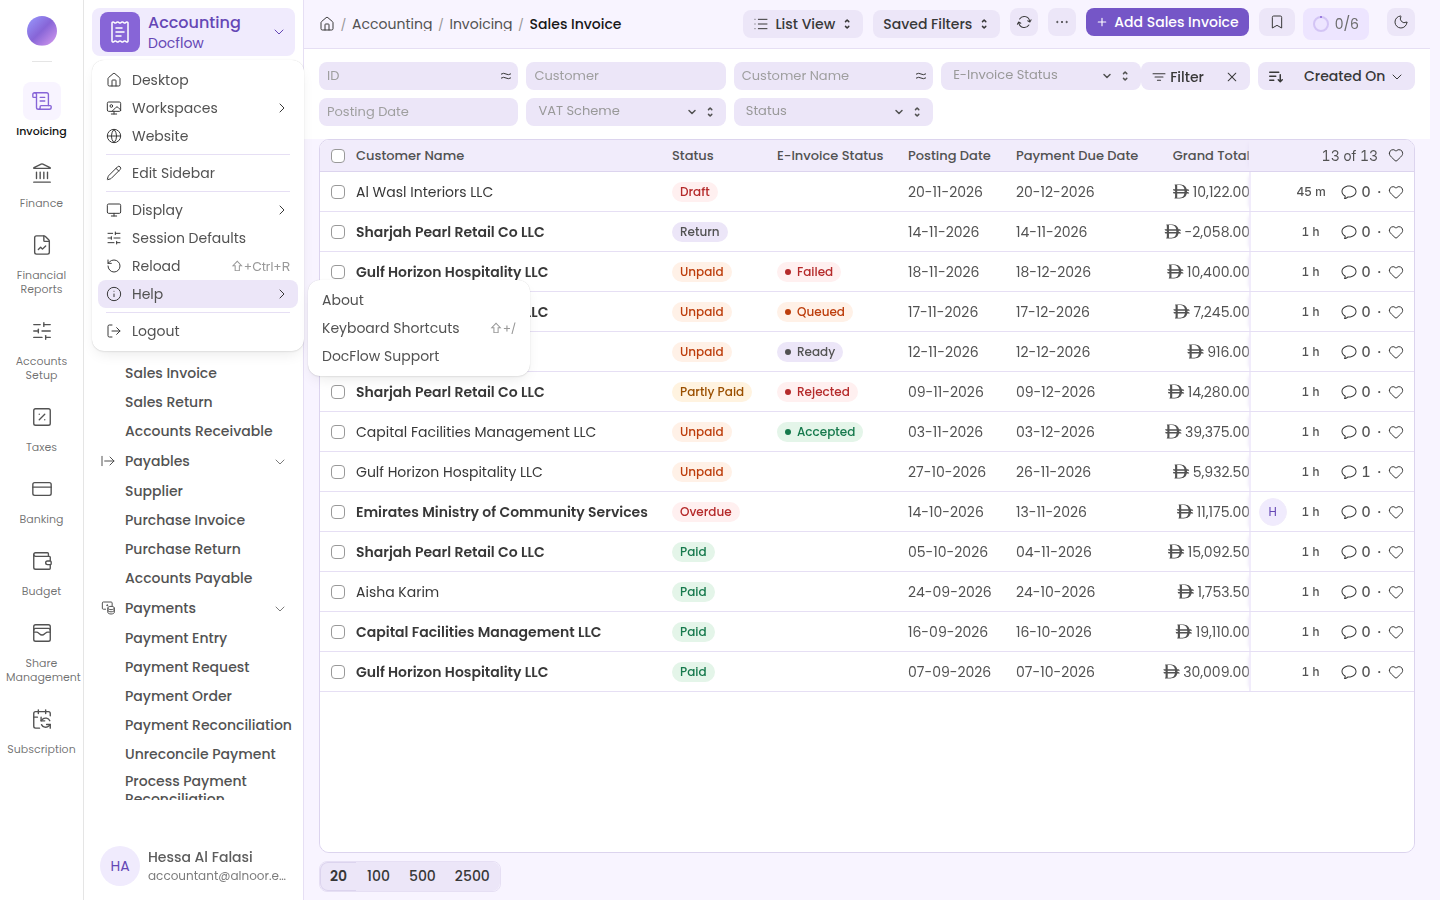 Invoicing
Finance
Financial
Reports
Accounts
Setup
Taxes
Banking
Budget
Share
Management
Subscription
Accounting
Docflow
Desktop
Workspaces
Website
Edit Sidebar
Display
Session Defaults
Reload ⇧+Ctrl+R
Help
Logout
About
Keyboard Shortcuts ⇧+/
DocFlow Support
Sales Invoice
Sales Return
Accounts Receivable
Payables
Supplier
Purchase Invoice
Purchase Return
Accounts Payable
Payments
Payment Entry
Payment Request
Payment Order
Payment Reconciliation
Unreconcile Payment
Process Payment
Reconciliation
HA
Hessa Al Falasi
accountant@alnoor.e...
/ Accounting / Invoicing / Sales Invoice
List View
Saved Filters
+ Add Sales Invoice
0/6
ID ≈
Customer
Customer Name ≈
E-Invoice Status
Filter
Created On
Posting Date
VAT Scheme
Status
Customer Name Status E-Invoice Status Posting Date Payment Due Date Grand Total 13 of 13
Al Wasl Interiors LLC Draft 20-11-2026 20-12-2026 10,122.00 45 m 0 ·
Sharjah Pearl Retail Co LLC Return 14-11-2026 14-11-2026 -2,058.00 1 h 0 ·
Gulf Horizon Hospitality LLC Unpaid Failed 18-11-2026 18-12-2026 10,400.00 1 h 0 ·
LC Unpaid Queued 17-11-2026 17-12-2026 7,245.00 1 h 0 ·
Unpaid Ready 12-11-2026 12-12-2026 916.00 1 h 0 ·
Sharjah Pearl Retail Co LLC Partly Paid Rejected 09-11-2026 09-12-2026 14,280.00 1 h 0 ·
Capital Facilities Management LLC Unpaid Accepted 03-11-2026 03-12-2026 39,375.00 1 h 0 ·
Gulf Horizon Hospitality LLC Unpaid 27-10-2026 26-11-2026 5,932.50 1 h 1 ·
Emirates Ministry of Community Services Overdue 14-10-2026 13-11-2026 11,175.00 H 1 h 0 ·
Sharjah Pearl Retail Co LLC Paid 05-10-2026 04-11-2026 15,092.50 1 h 0 ·
Aisha Karim Paid 24-09-2026 24-10-2026 1,753.50 1 h 0 ·
Capital Facilities Management LLC Paid 16-09-2026 16-10-2026 19,110.00 1 h 0 ·
Gulf Horizon Hospitality LLC Paid 07-09-2026 07-10-2026 30,009.00 1 h 0 ·
20 100 500 2500